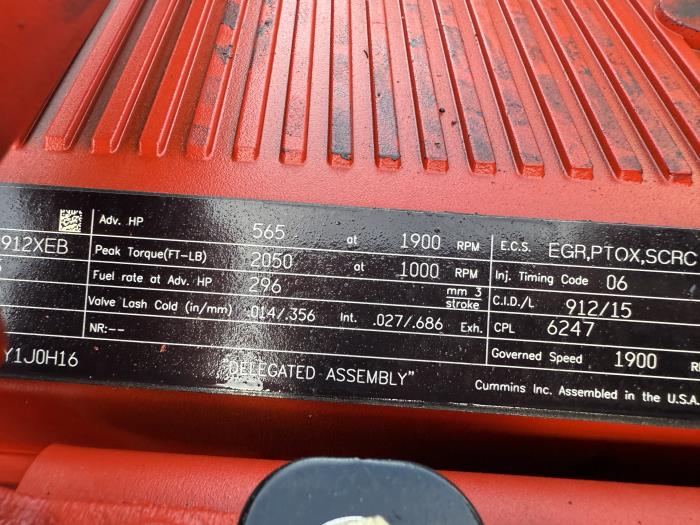 912XEB
Adv. HP 565 at 1900 RPM
Peak Torque(FT-LB) 2050 at 1000 RPM
Fuel rate at Adv. HP 296 mm 3 stroke
Valve Lash Cold (in/mm) .014/.356 Int. .027/.686 Exh.
NR:--
E.C.S. EGR,PTOX,SCRC
Inj. Timing Code 06
C.I.D./L 912/15
CPL 6247
Governed Speed 1900
Y1J0H16
"DELEGATED ASSEMBLY"
Cummins Inc. Assembled in the U.S.A.